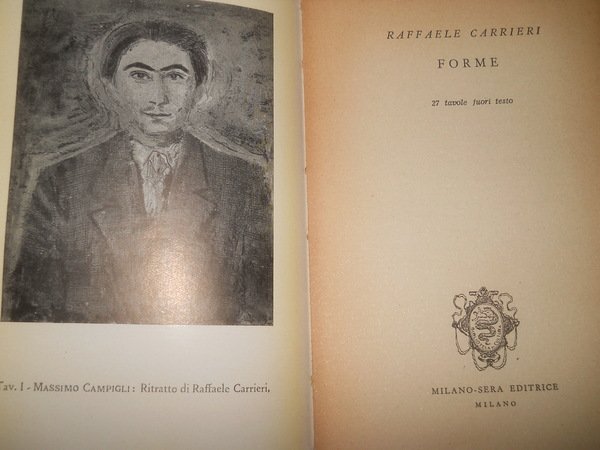 Tav. I - MASSIMO CAMPIGLI: Ritratto di Raffaele Carrieri,
RAFFAELE CARRIERI
FORME
27 tavole fuori testo
MILANO-SERA EDITRICE
MILANO